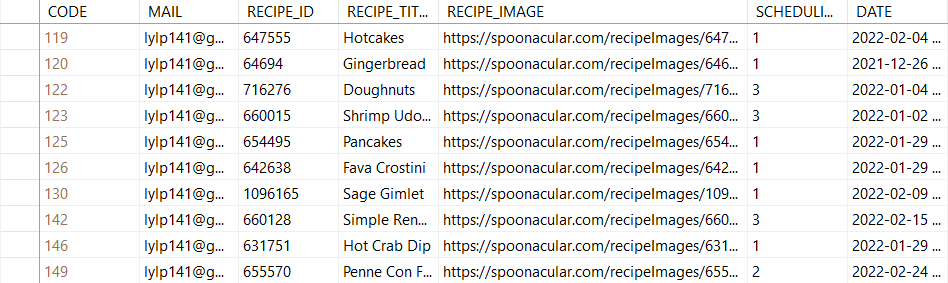 CODE MAIL RECIPE_ID RECIPE_TIT... RECIPE_IMAGE SCHEDULI... DATE
119 lylp141@g... 647555 Hotcakes https://spoonacular.com/recipeImages/647... 1 2022-02-04 ...
120 lylp141@g... 64694 Gingerbread https://spoonacular.com/recipeImages/646... 1 2021-12-26 ...
122 lylp141@g... 716276 Doughnuts https://spoonacular.com/recipeImages/716... 3 2022-01-04 ...
123 lylp141@g... 660015 Shrimp Udo... https://spoonacular.com/recipeImages/660... 3 2022-01-02 ...
125 lylp141@g... 654495 Pancakes https://spoonacular.com/recipeImages/654... 1 2022-01-29 ...
126 lylp141@g... 642638 Fava Crostini https://spoonacular.com/recipeImages/642... 1 2022-01-29 ...
130 lylp141@g... 1096165 Sage Gimlet https://spoonacular.com/recipeImages/109... 1 2022-02-09 ...
142 lylp141@g... 660128 Simple Ren... https://spoonacular.com/recipeImages/660... 3 2022-02-15 ...
146 lylp141@g... 631751 Hot Crab Dip https://spoonacular.com/recipeImages/631... 1 2022-01-29 ...
149 lylp141@g... 655570 Penne Con F... https://spoonacular.com/recipeImages/655... 2 2022-02-24 ...